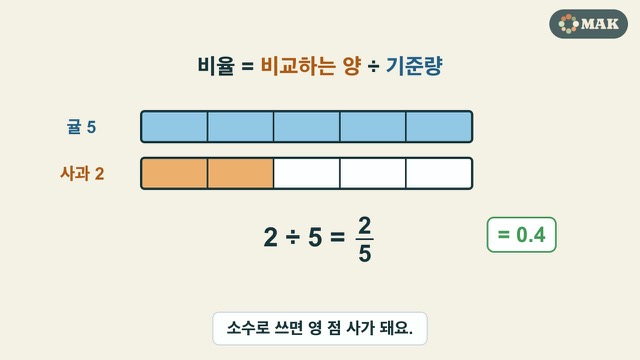 MAK
비율 = 비교하는 양 ÷ 기준량
귤 5
사과 2
2 ÷ 5 = 2/5
= 0.4
소수로 쓰면 영 점 사가 돼요.